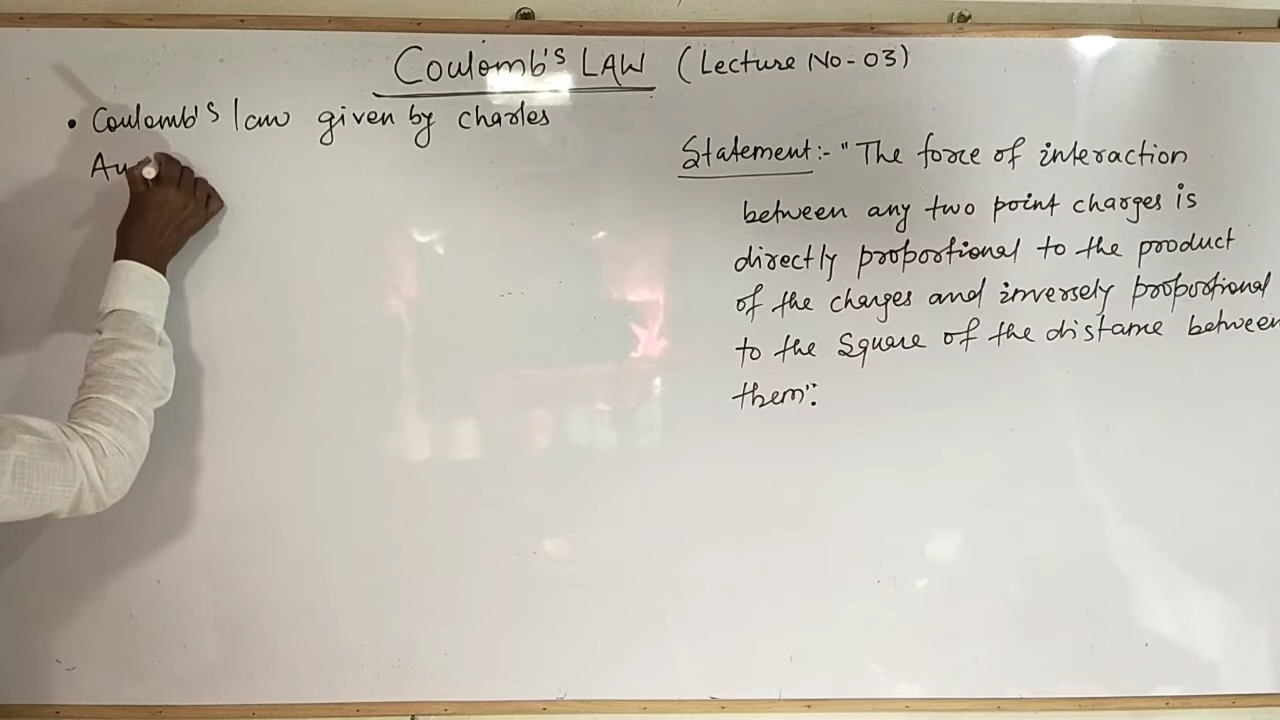 Coulomb's LAW (Lecture No-03)
• Coulomb's law given by charles
Statement:- "The force of interaction
between any two point charges is
directly proportional to the product
of the charges and inversely proportional
to the Square of the distance between
them".